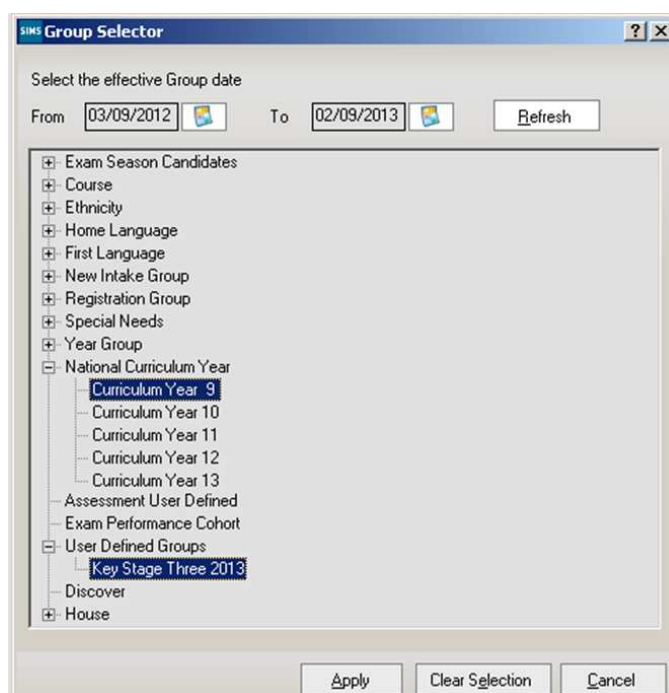 SIMS Group Selector ? X
Select the effective Group date
From 03/09/2012 To 02/09/2013 Refresh
Exam Season Candidates
Course
Ethnicity
Home Language
First Language
New Intake Group
Registration Group
Special Needs
Year Group
National Curriculum Year
Curriculum Year 9
Curriculum Year 10
Curriculum Year 11
Curriculum Year 12
Curriculum Year 13
Assessment User Defined
Exam Performance Cohort
User Defined Groups
Key Stage Three 2013
Discover
House
Apply Clear Selection Cancel